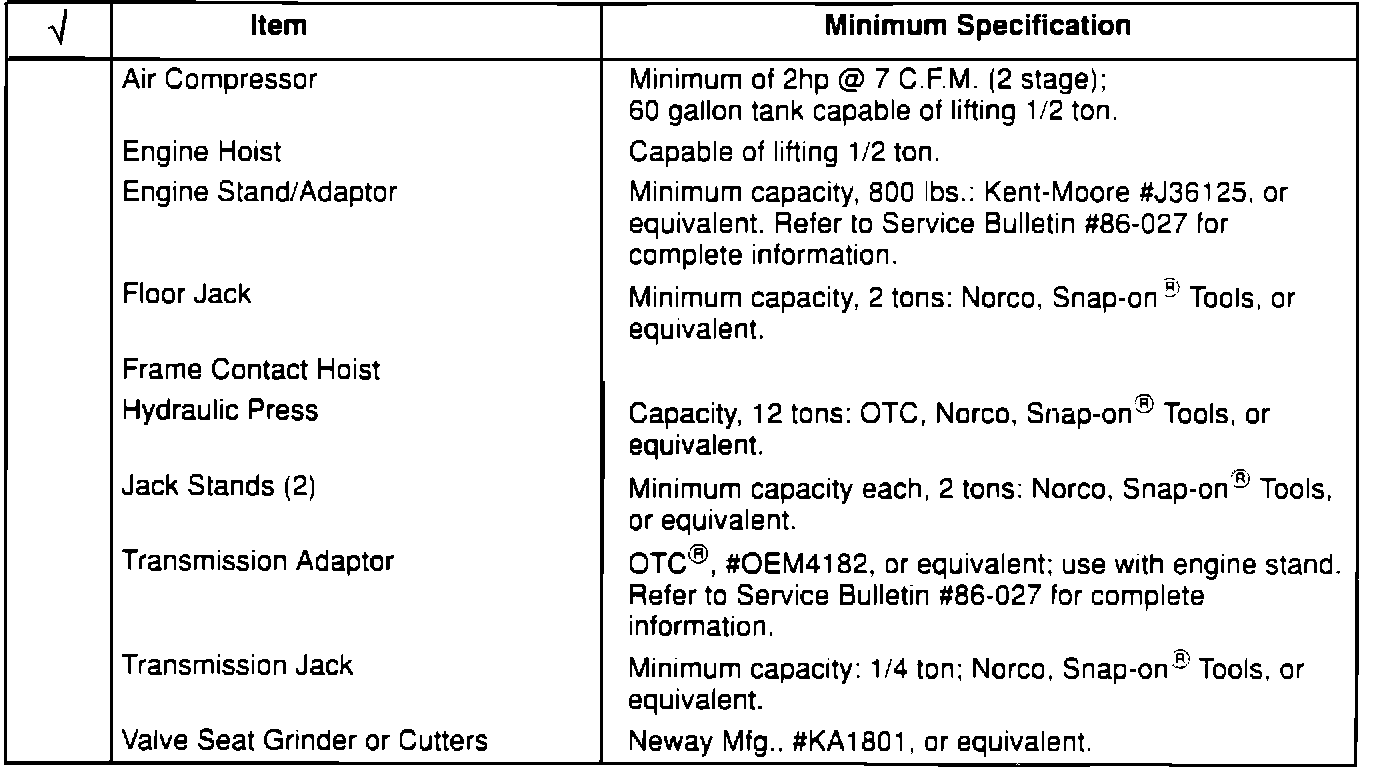 √ Item Minimum Specification
Air Compressor Minimum of 2hp @ 7 C.F.M. (2 stage);
60 gallon tank capable of lifting 1/2 ton.
Engine Hoist Capable of lifting 1/2 ton.
Engine Stand/Adaptor Minimum capacity, 800 lbs.: Kent-Moore #J36125, or
equivalent. Refer to Service Bulletin #86-027 for
complete information.
Floor Jack Minimum capacity, 2 tons: Norco, Snap-on® Tools, or
equivalent.
Frame Contact Hoist
Hydraulic Press Capacity, 12 tons: OTC, Norco, Snap-on® Tools, or
equivalent.
Jack Stands (2) Minimum capacity each, 2 tons: Norco, Snap-on® Tools,
or equivalent.
Transmission Adaptor OTC®, #OEM4182, or equivalent; use with engine stand.
Refer to Service Bulletin #86-027 for complete
information.
Transmission Jack Minimum capacity: 1/4 ton; Norco, Snap-on® Tools, or
equivalent.
Valve Seat Grinder or Cutters Neway Mfg., #KA1801, or equivalent.